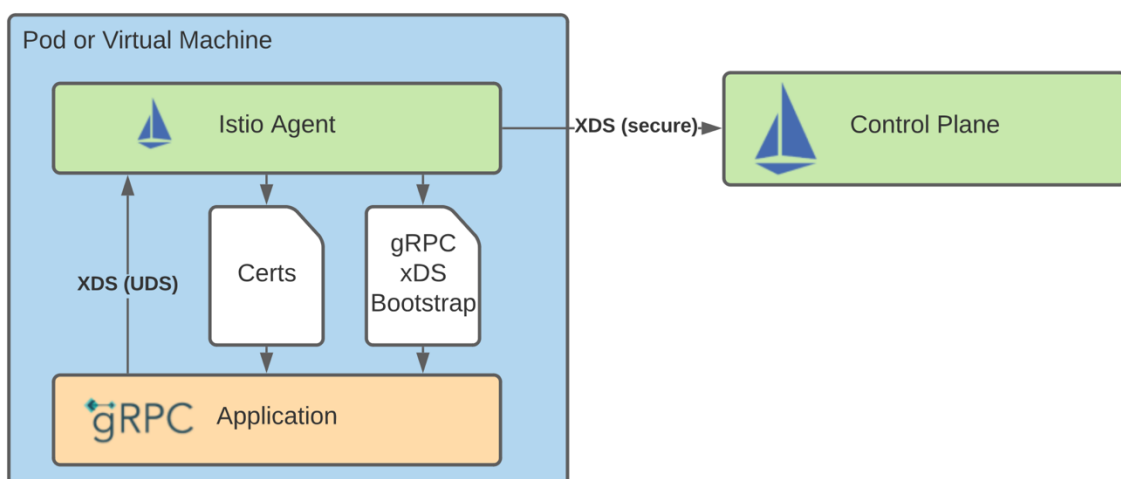 Pod or Virtual Machine
Istio Agent
XDS (secure)
Control Plane
XDS (UDS)
Certs
gRPC
xDS
Bootstrap
gRPC Application